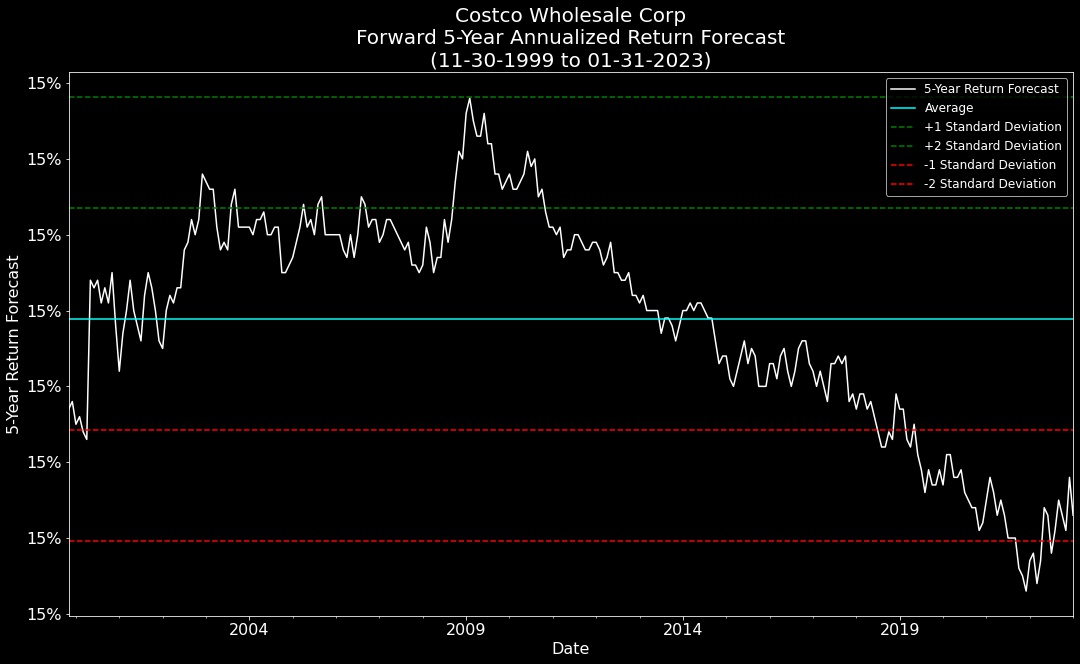 Costco Wholesale Corp
Forward 5-Year Annualized Return Forecast
(11-30-1999 to 01-31-2023)
5-Year Return Forecast
Average
+1 Standard Deviation
+2 Standard Deviation
-1 Standard Deviation
-2 Standard Deviation
5-Year Return Forecast
15%
15%
15%
15%
15%
15%
15%
15%
2004
2009
2014
2019
Date